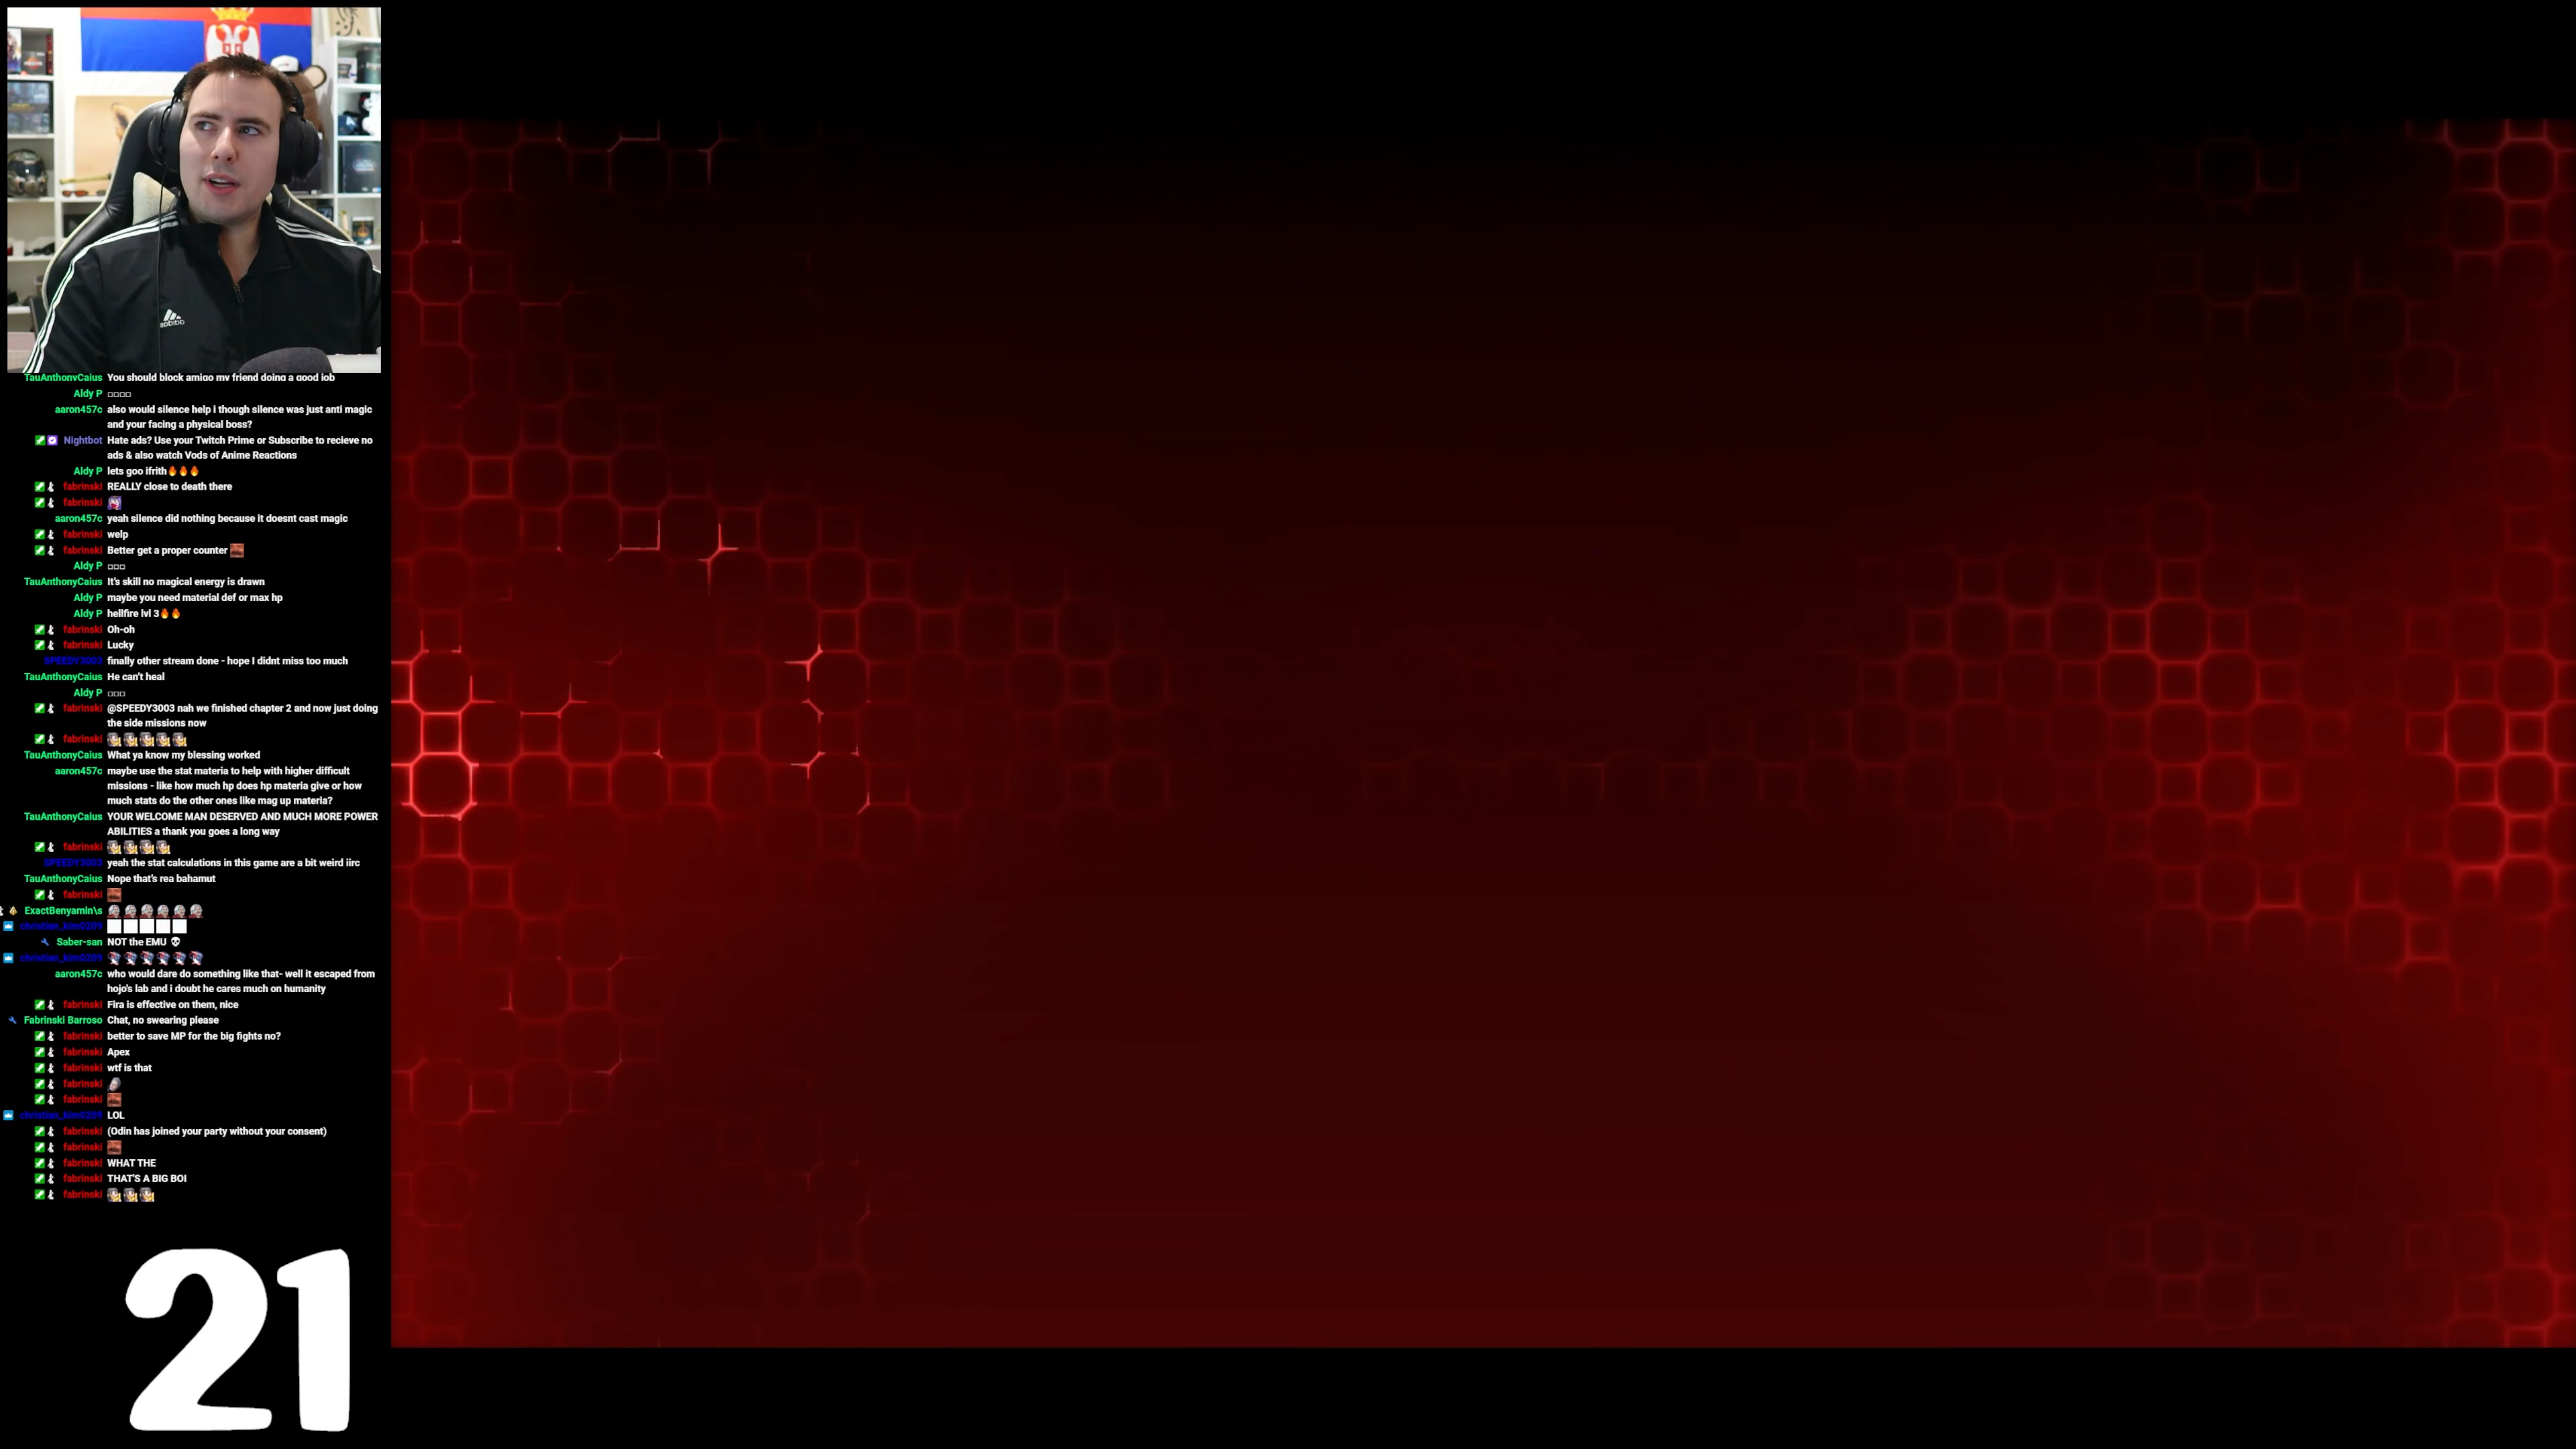 TauAnthonyCaius You should block amigo my friend doing a good job
Aldy P
aaron457c also would silence help i though silence was just anti magic
and your facing a physical boss?
Nightbot Hate ads? Use your Twitch Prime or Subscribe to recieve no
ads & also watch Vods of Anime Reactions
Aldy P lets goo ifrith🔥🔥🔥
fabrinski REALLY close to death there
fabrinski
aaron457c yeah silence did nothing because it doesnt cast magic
fabrinski welp
fabrinski Better get a proper counter
Aldy P
TauAnthonyCaius It's skill no magical energy is drawn
Aldy P maybe you need material def or max hp
Aldy P hellfire lvl 3🔥🔥
fabrinski Oh-oh
fabrinski Lucky
SPEEDY3003 finally other stream done - hope I didnt miss too much
TauAnthonyCaius He can't heal
Aldy P
fabrinski @SPEEDY3003 nah we finished chapter 2 and now just doing
the side missions now
fabrinski
TauAnthonyCaius What ya know my blessing worked
aaron457c maybe use the stat materia to help with higher difficult
missions - like how much hp does hp materia give or how
much stats do the other ones like mag up materia?
TauAnthonyCaius YOUR WELCOME MAN DESERVED AND MUCH MORE POWER
ABILITIES a thank you goes a long way
fabrinski
SPEEDY3003 yeah the stat calculations in this game are a bit weird iirc
TauAnthonyCaius Nope that's rea bahamut
fabrinski
ExactBenyamin\s
christian_kim0209
Saber-san NOT the EMU 💀
christian_kim0209
aaron457c who would dare do something like that- well it escaped from
hojo's lab and i doubt he cares much on humanity
fabrinski Fira is effective on them, nice
Fabrinski Barroso Chat, no swearing please
fabrinski better to save MP for the big fights no?
fabrinski Apex
fabrinski wtf is that
fabrinski
fabrinski
christian_kim0209 LOL
fabrinski (Odin has joined your party without your consent)
fabrinski
fabrinski WHAT THE
fabrinski THAT'S A BIG BOI
fabrinski
21